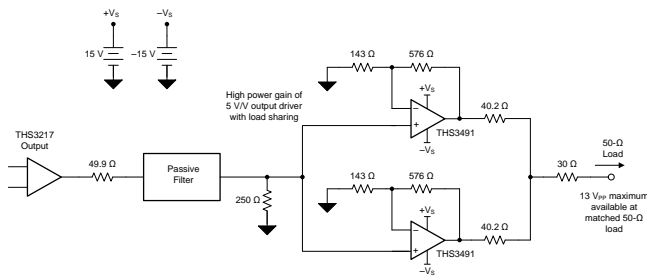 +VS
–VS
15 V
–15 V
143 Ω
576 Ω
High power gain of
5 V/V output driver
with load sharing
+VS
–
+
THS3491
–VS
40.2 Ω
THS3217
Output
49.9 Ω
Passive
Filter
250 Ω
50-Ω
Load
30 Ω
13 VPP maximum
available at
matched 50-Ω
load
143 Ω
576 Ω
+VS
–
+
THS3491
–VS
40.2 Ω